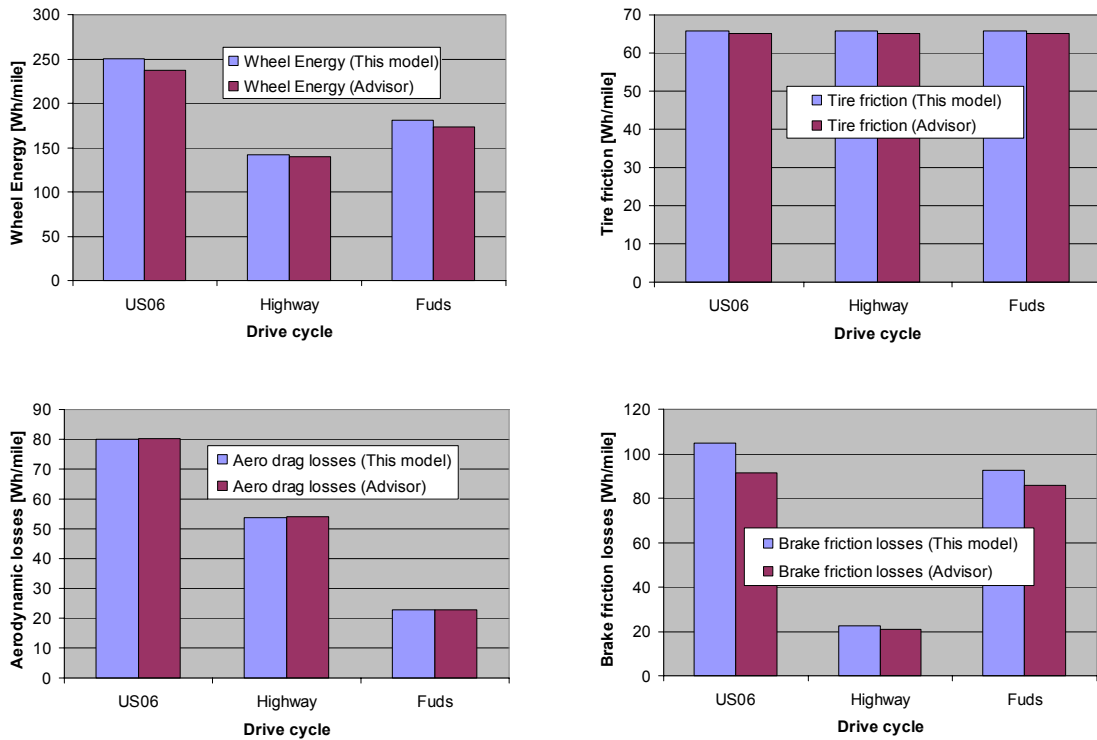 Wheel Energy [Wh/mile]
300
250
200
150
100
50
0
Wheel Energy (This model)
Wheel Energy (Advisor)
US06 Highway Fuds
Drive cycle
Tire friction [Wh/mile]
70
60
50
40
30
20
10
0
Tire friction (This model)
Tire friction (Advisor)
US06 Highway Fuds
Drive cycle
Aerodynamic losses [Wh/mile]
90
80
70
60
50
40
30
20
10
0
Aero drag losses (This model)
Aero drag losses (Advisor)
US06 Highway Fuds
Drive cycle
Brake friction losses [Wh/mile]
120
100
80
60
40
20
0
Brake friction losses (This model)
Brake friction losses (Advisor)
US06 Highway Fuds
Drive cycle